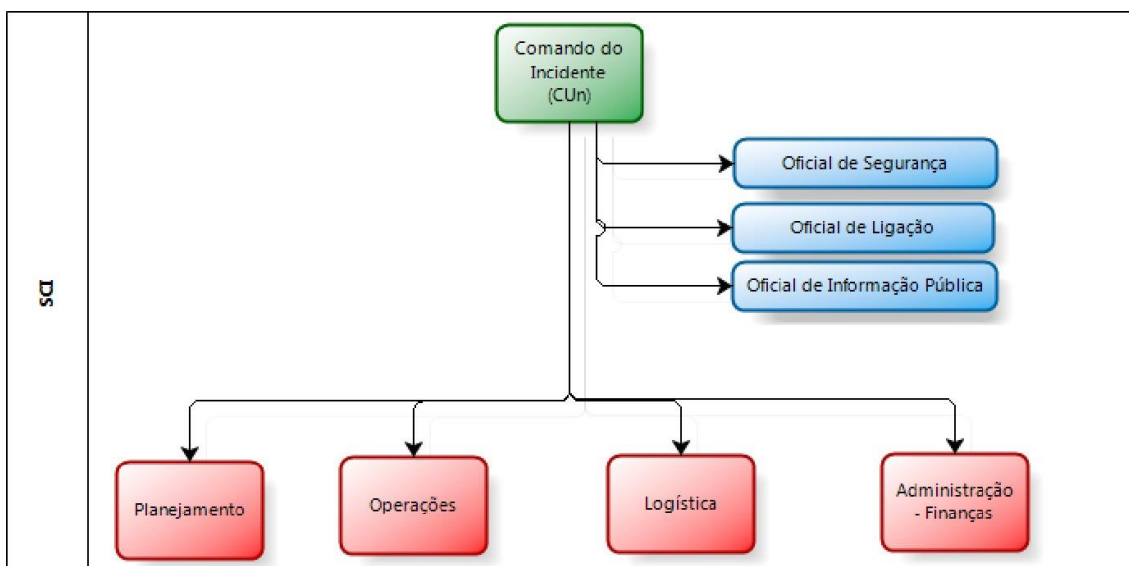 SCI
Comando do
Incidente
(CUn)
Oficial de Segurança
Oficial de Ligação
Oficial de Informação Pública
Planejamento
Operações
Logística
Administração
- Finanças